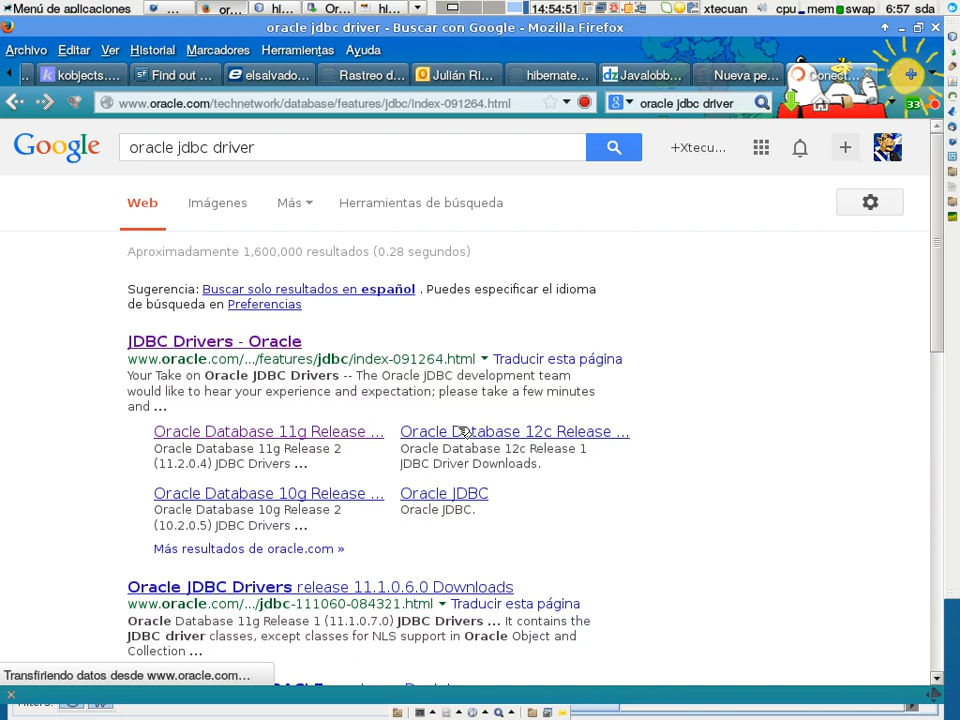 Menú de aplicaciones
...
or...
hi...
Or...
hi...
14:54:51
xtecuan
cpu
mem
swap
6:57 sda
oracle jdbc driver - Buscar con Google - Mozilla Firefox
Archivo Editar Ver Historial Marcadores Herramientas Ayuda
kobjects....
Find out ...
elsalvado...
Rastreo d...
Julián Ri...
hibernate...
Javalobb...
Nueva pe...
www.oracle.com/technetwork/database/features/jdbc/index-091264.html
oracle jdbc driver
33
Google
oracle jdbc driver
+Xtecu...
Web Imágenes Más Herramientas de búsqueda
Aproximadamente 1,600,000 resultados (0.28 segundos)
Sugerencia: Buscar solo resultados en español . Puedes especificar el idioma
de búsqueda en Preferencias
JDBC Drivers - Oracle
www.oracle.com/.../features/jdbc/index-091264.html Traducir esta página
Your Take on Oracle JDBC Drivers -- The Oracle JDBC development team
would like to hear your experience and expectation; please take a few minutes
and ...
Oracle Database 11g Release ...
Oracle Database 11g Release 2
(11.2.0.4) JDBC Drivers ...
Oracle Database 12c Release ...
Oracle Database 12c Release 1
JDBC Driver Downloads.
Oracle Database 10g Release ...
Oracle Database 10g Release 2
(10.2.0.5) JDBC Drivers ...
Oracle JDBC
Oracle JDBC.
Más resultados de oracle.com »
Oracle JDBC Drivers release 11.1.0.6.0 Downloads
www.oracle.com/.../jdbc-111060-084321.html Traducir esta página
Oracle Database 11g Release 1 (11.1.0.7.0) JDBC Drivers ... It contains the
JDBC driver classes, except classes for NLS support in Oracle Object and
Collection ...
Transfiriendo datos desde www.oracle.com...